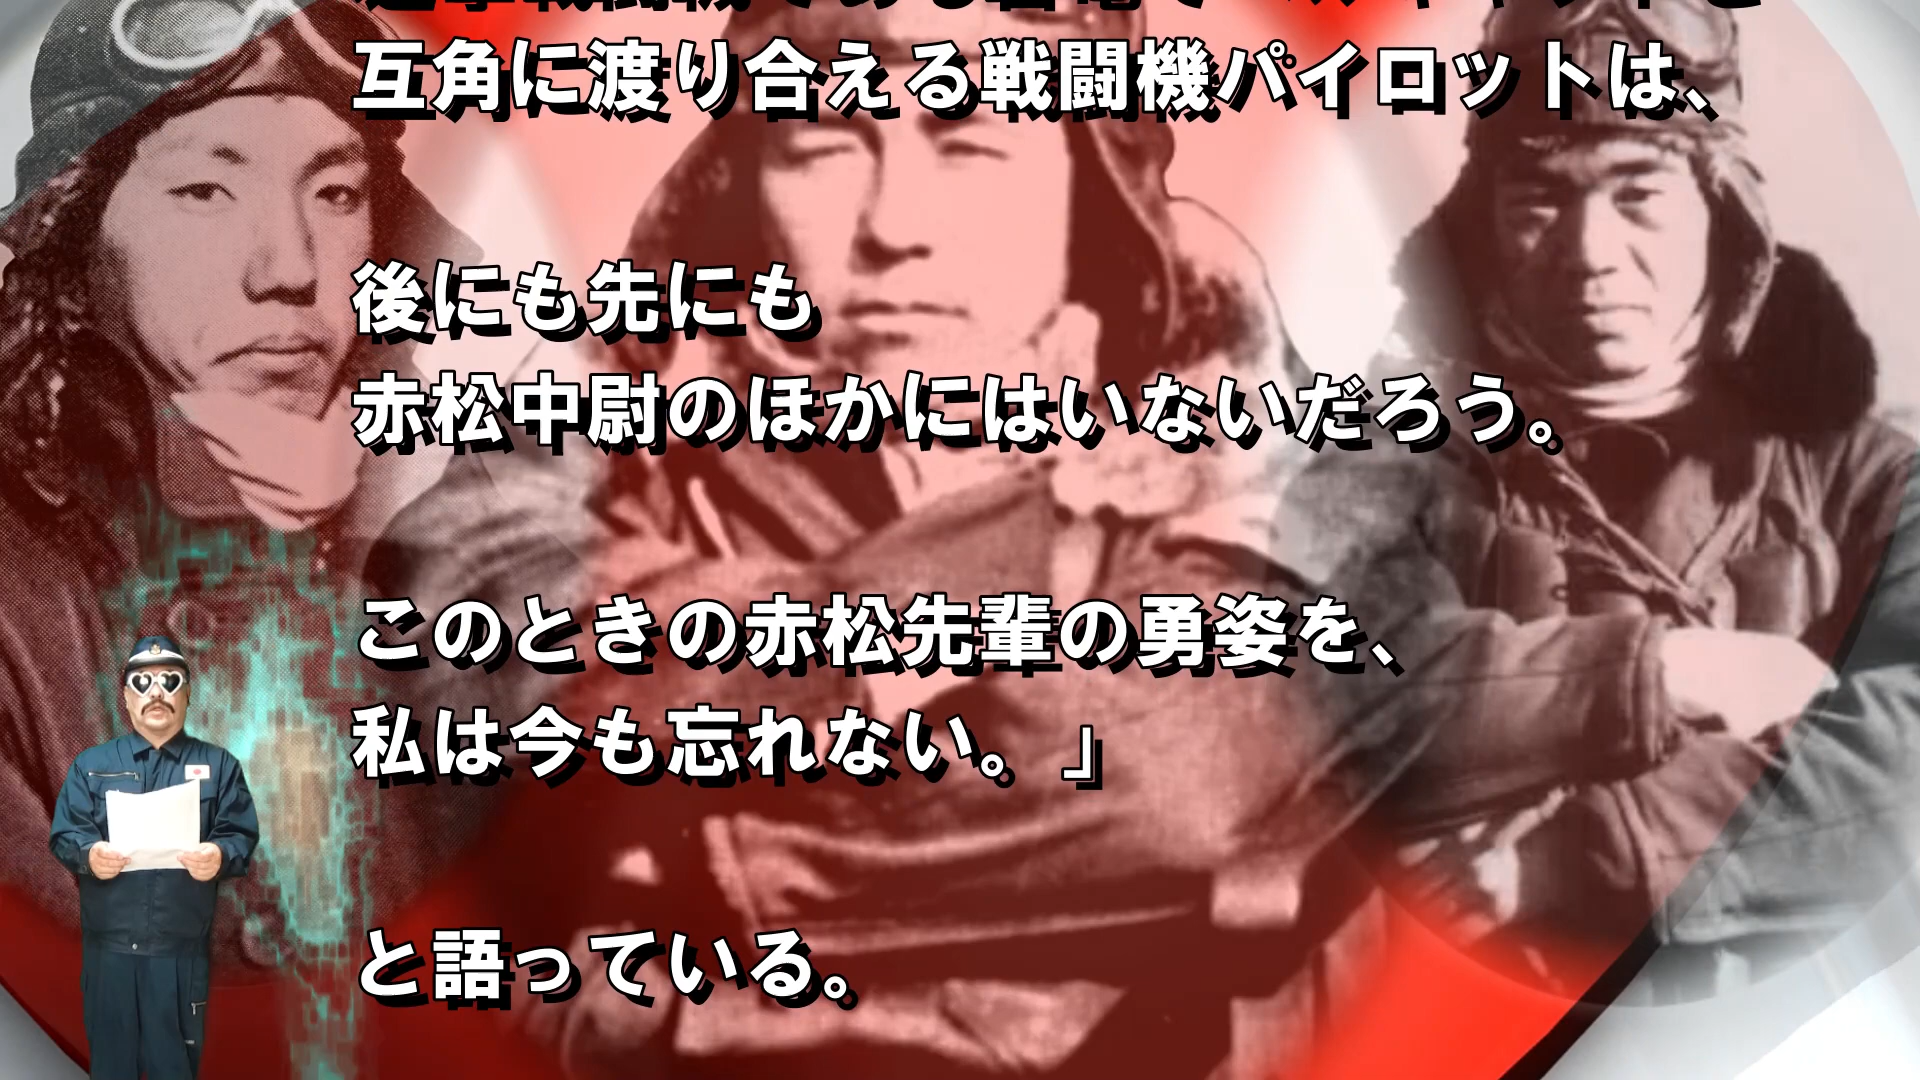 互角に渡り合える戦闘機パイロットは、
後にも先にも
赤松中尉のほかにはいないだろう。
このときの赤松先輩の勇姿を、
私は今も忘れない。」
と語っている。